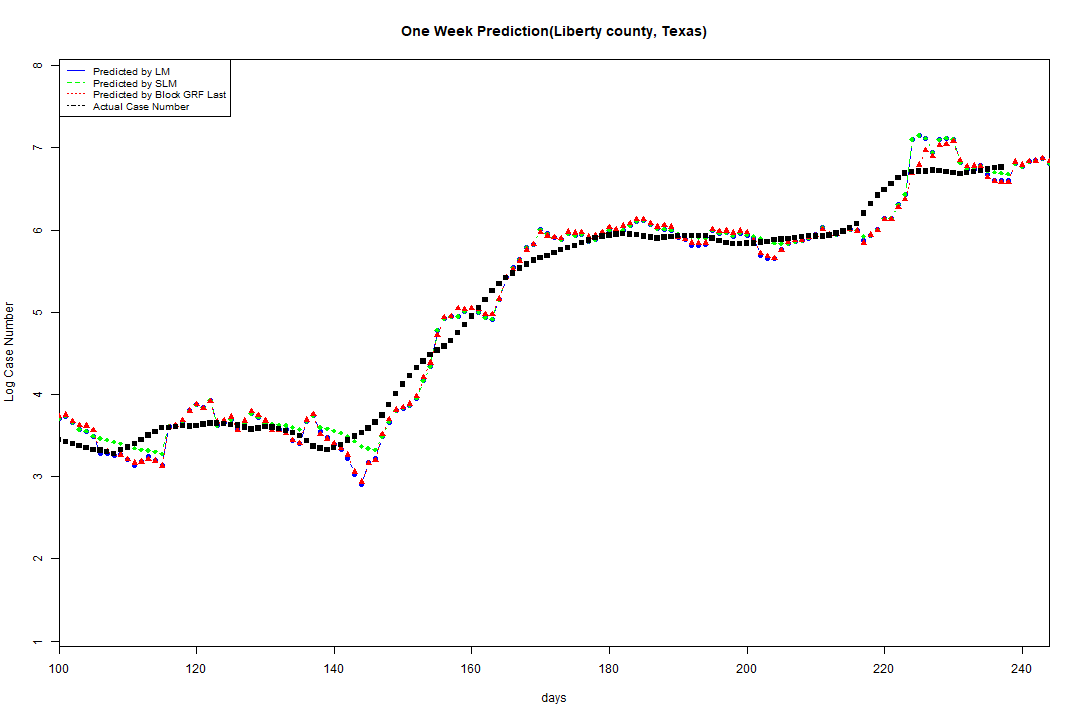 One Week Prediction(Liberty county, Texas)
Predicted by LM
Predicted by SLM
Predicted by Block GRF Last
Actual Case Number
Log Case Number
8
7
6
5
4
3
2
1
100 120 140 160 180 200 220 240
days